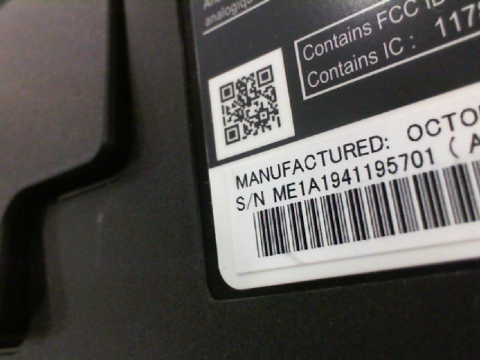 analogiqu
Contains FCC ID
Contains IC : 117
MANUFACTURED: OCTO
S/N ME1A1941195701 ( A